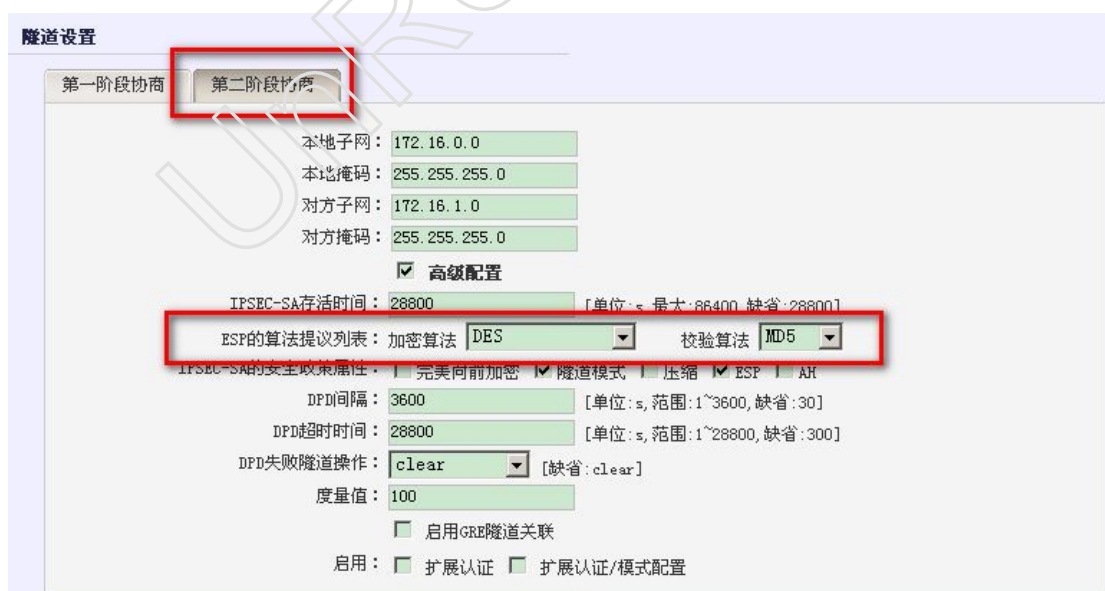 隧道设置
第一阶段协商 第二阶段协商
本地子网： 172.16.0.0
本地掩码： 255.255.255.0
对方子网： 172.16.1.0
对方掩码： 255.255.255.0
高级配置
IPSEC-SA存活时间： 28800 [单位:s,最大:86400,缺省:28800]
ESP的算法提议列表： 加密算法 DES 校验算法 MD5
IPSEC-SA的安全政策属性： 完美向前加密 隧道模式 压缩 ESP AH
DPD间隔： 3600 [单位:s,范围:1~3600,缺省:30]
DPD超时时间： 28800 [单位:s,范围:1~28800,缺省:300]
DPD失败隧道操作： clear [缺省:clear]
度量值： 100
启用GRE隧道关联
启用： 扩展认证 扩展认证/模式配置